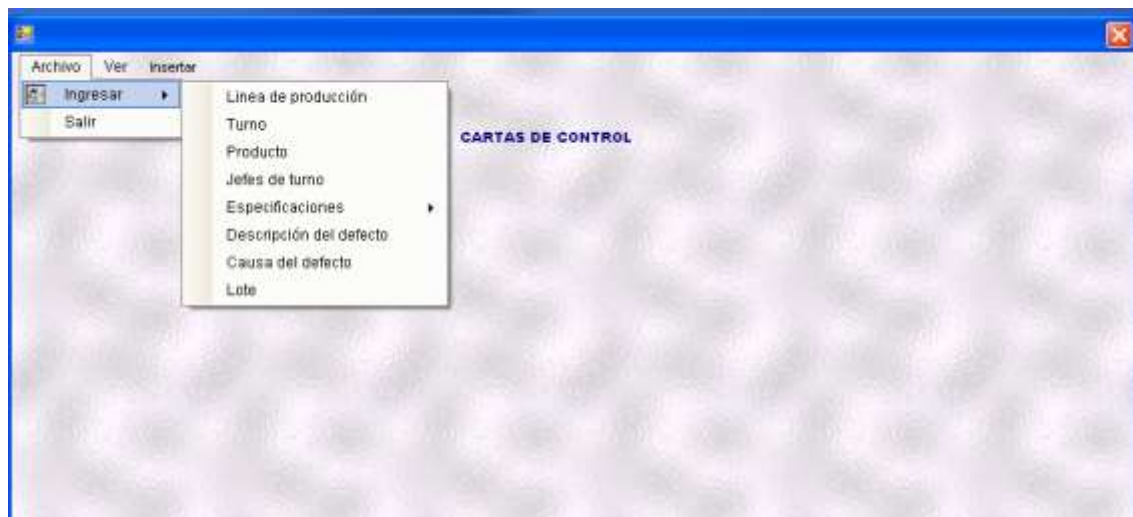 Archivo Ver Insertar
Ingresar
Salir
Linea de producción
Turno
Producto
Jefes de turno
Especificaciones
Descripción del defecto
Causa del defecto
Lote
CARTAS DE CONTROL